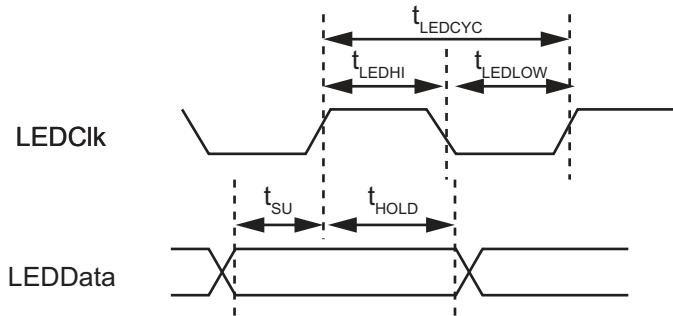 tLEDCYC
tLEDHI
tLEDLOW
LEDClk
tSU
tHOLD
LEDData